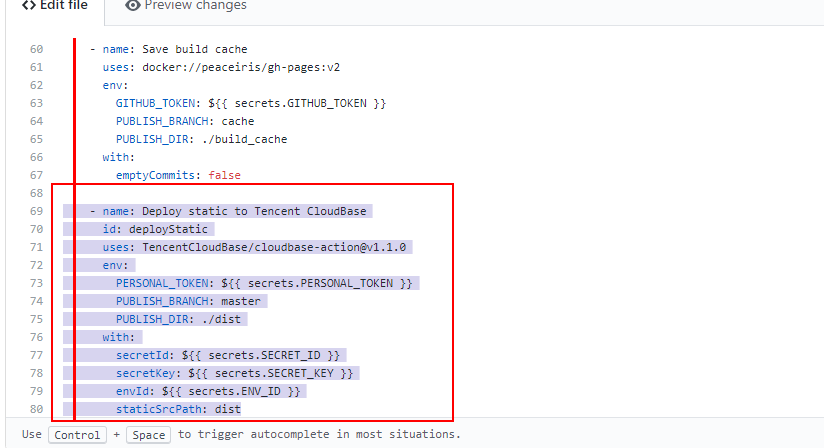 Edit file
Preview changes
60 - name: Save build cache
61 uses: docker://peaceiris/gh-pages:v2
62 env:
63 GITHUB_TOKEN: ${{ secrets.GITHUB_TOKEN }}
64 PUBLISH_BRANCH: cache
65 PUBLISH_DIR: ./build_cache
66 with:
67 emptyCommits: false
68
69 - name: Deploy static to Tencent CloudBase
70 id: deployStatic
71 uses: TencentCloudBase/cloudbase-action@v1.1.0
72 env:
73 PERSONAL_TOKEN: ${{ secrets.PERSONAL_TOKEN }}
74 PUBLISH_BRANCH: master
75 PUBLISH_DIR: ./dist
76 with:
77 secretId: ${{ secrets.SECRET_ID }}
78 secretKey: ${{ secrets.SECRET_KEY }}
79 envId: ${{ secrets.ENV_ID }}
80 staticSrcPath: dist
Use Control + Space to trigger autocomplete in most situations.